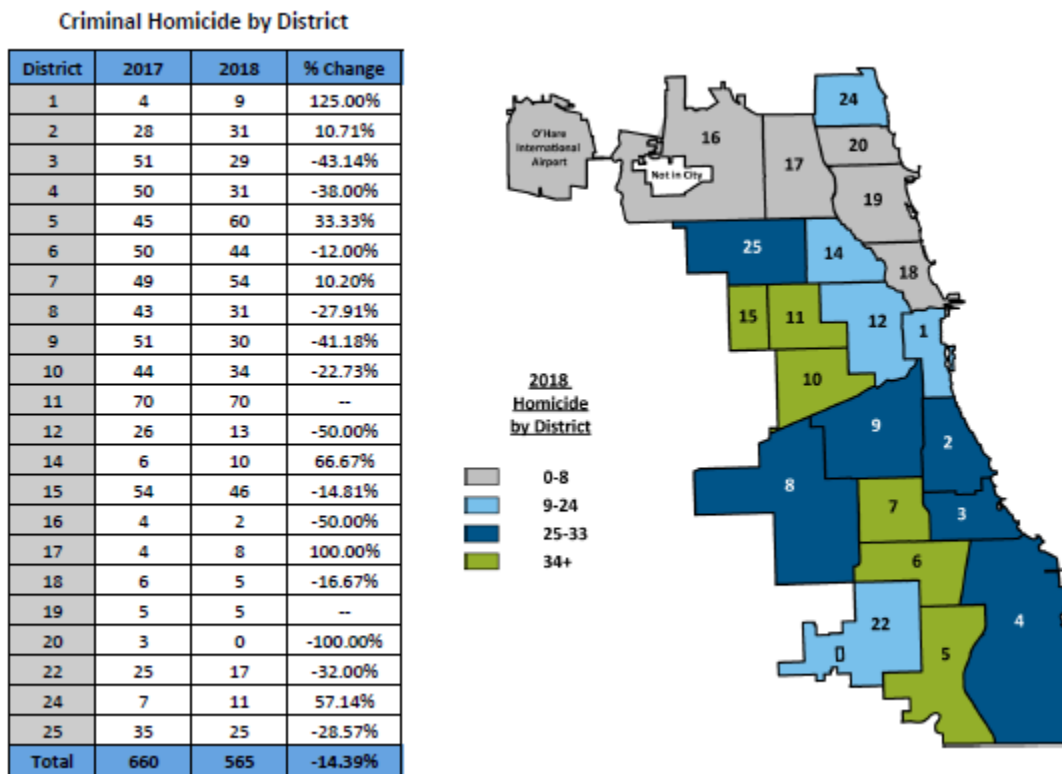 Criminal Homicide by District
District 2017 2018 % Change
1 4 9 125.00%
2 28 31 10.71%
3 51 29 -43.14%
4 50 31 -38.00%
5 45 60 33.33%
6 50 44 -12.00%
7 49 54 10.20%
8 43 31 -27.91%
9 51 30 -41.18%
10 44 34 -22.73%
11 70 70 --
12 26 13 -50.00%
14 6 10 66.67%
15 54 46 -14.81%
16 4 2 -50.00%
17 4 8 100.00%
18 6 5 -16.67%
19 5 5 --
20 3 0 -100.00%
22 25 17 -32.00%
24 7 11 57.14%
25 35 25 -28.57%
Total 660 565 -14.39%
24
O'Hare
International
Airport
16
Not in City
17
20
19
25
14
18
15
11
12
1
10
9
2
8
7
3
6
4
22
5
2018
Homicide
by District
0-8
9-24
25-33
34+